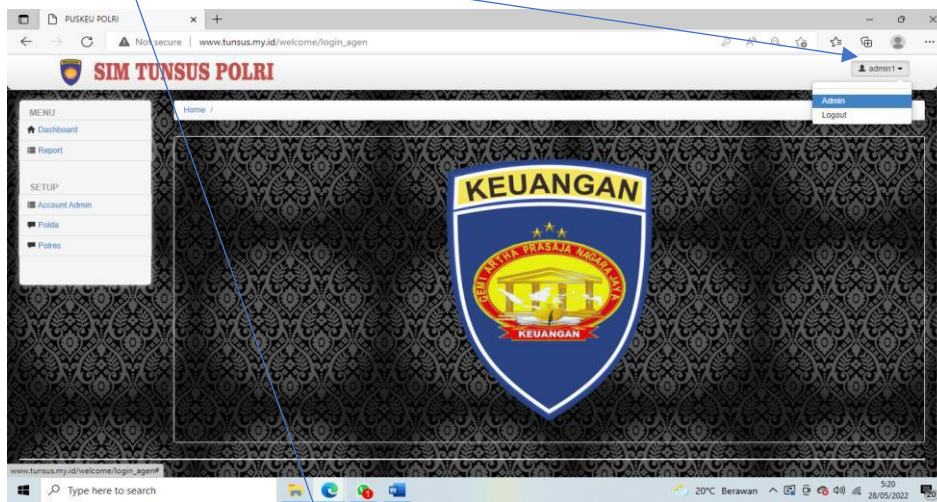 PUSKEU POLRI
Not secure | www.tunsus.my.id/welcome/login_agen
SIM TUNSUS POLRI
admin1
Admin
Logout
MENU
Dashboard
Report
SETUP
Account Admin
Polda
Polres
Home /
KEUANGAN
GEMI ARTHA PRASAJA NAGARA JAYA
KEUANGAN
www.tunsus.my.id/welcome/login_agen#
Type here to search
20°C Berawan
5:20
28/05/2022